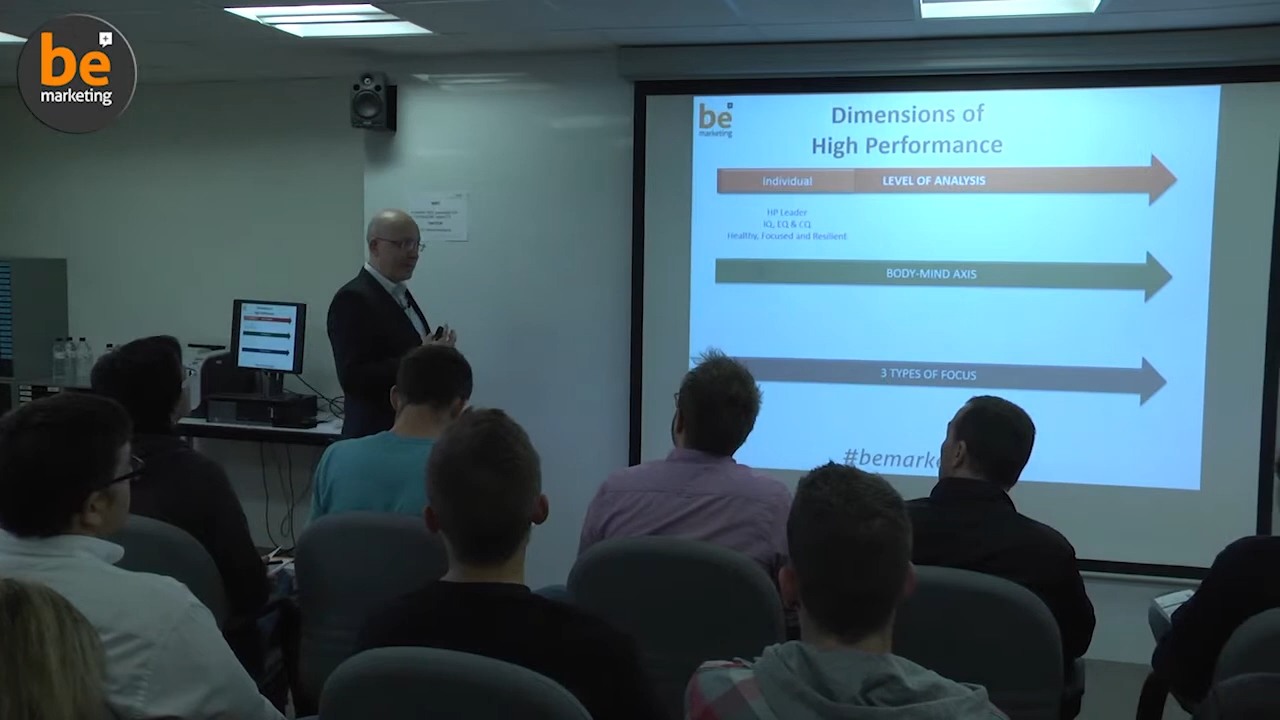 be
marketing
be
marketing
Dimensions of
High Performance
Individual
LEVEL OF ANALYSIS
HP Leader
IQ, EQ & CQ
Healthy, Focused and Resilient
BODY-MIND AXIS
3 TYPES OF FOCUS
#bemark